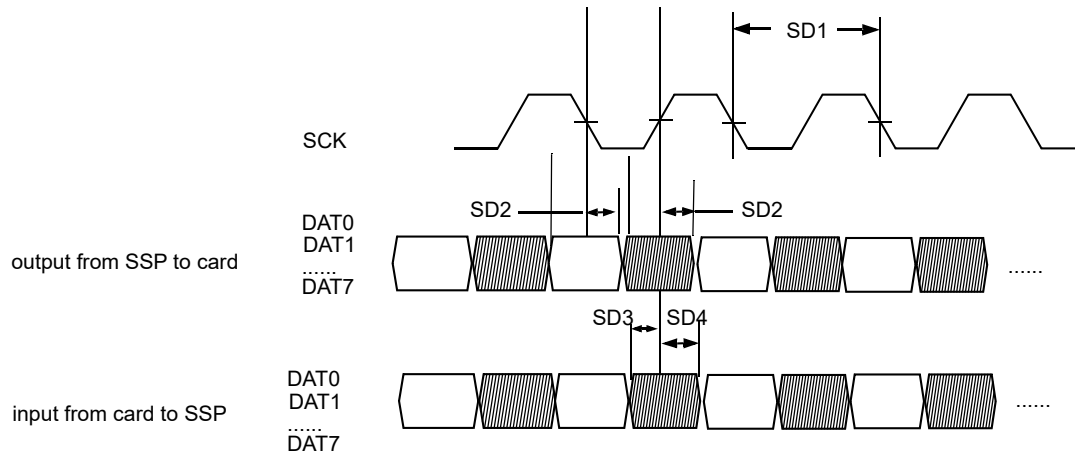 SD1
SCK
SD2
SD2
DAT0
DAT1
output from SSP to card
......
......
DAT7
SD3
SD4
DAT0
DAT1
input from card to SSP
......
......
DAT7